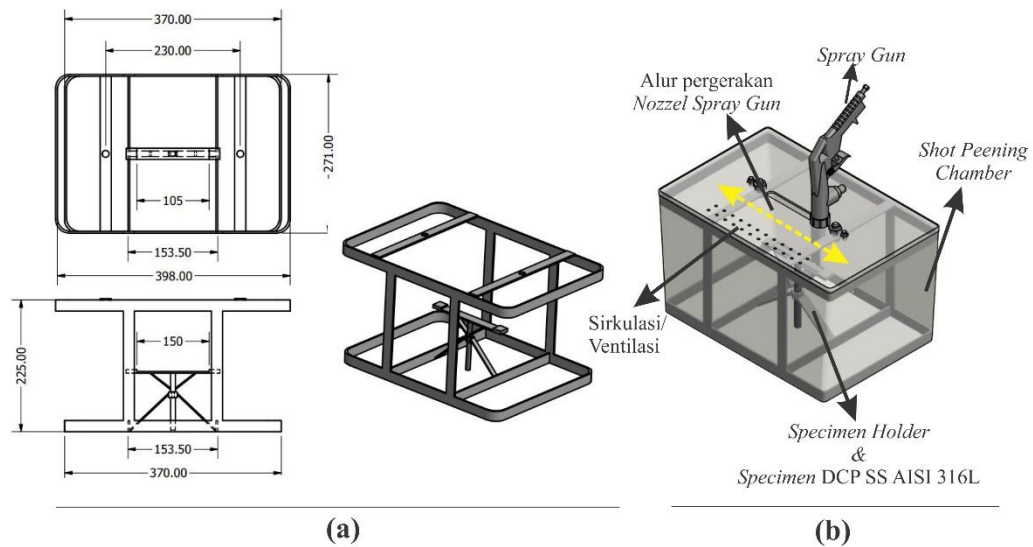 370.00
230.00
271.00
105
153.50
398.00
225.00
150
153.50
370.00
(a)
Spray Gun
Alur pergerakan
Nozzel Spray Gun
Shot Peening
Chamber
Sirkulasi/
Ventilasi
Specimen Holder
&
Specimen DCP SS AISI 316L
(b)